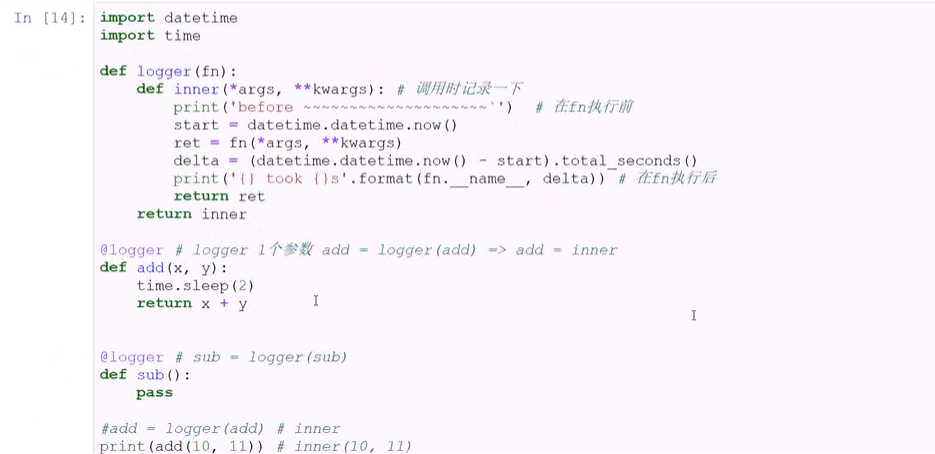 In [14]: import datetime
import time
def logger(fn):
    def inner(*args, **kwargs): # 调用时记录一下
        print('before ~~~~~~~~~~~~~~~~~~~~`')  # 在fn执行前
        start = datetime.datetime.now()
        ret = fn(*args, **kwargs)
        delta = (datetime.datetime.now() - start).total_seconds()
        print('{} took {}s'.format(fn.__name__, delta)) # 在fn执行后
        return ret
    return inner
@logger # logger 1个参数 add = logger(add) => add = inner
def add(x, y):
    time.sleep(2)
    return x + y
@logger # sub = logger(sub)
def sub():
    pass
#add = logger(add) # inner
print(add(10, 11)) # inner(10, 11)